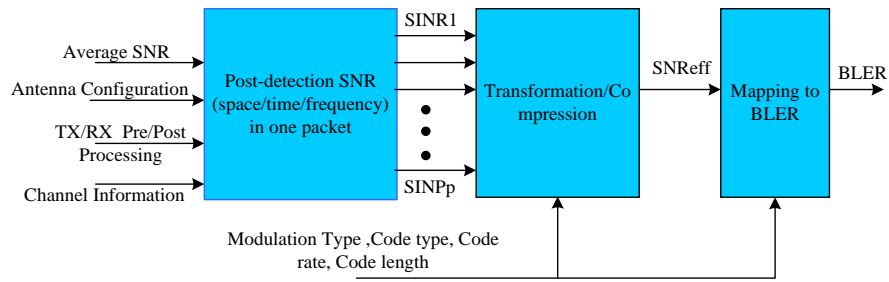 SINR1
Average SNR
Antenna Configuration
TX/RX Pre/Post
Processing
Channel Information
Post-detection SNR
(space/time/frequency)
in one packet
SINPp
Transformation/Co
mpression
SNReff
Mapping to
BLER
BLER
Modulation Type ,Code type, Code
rate, Code length